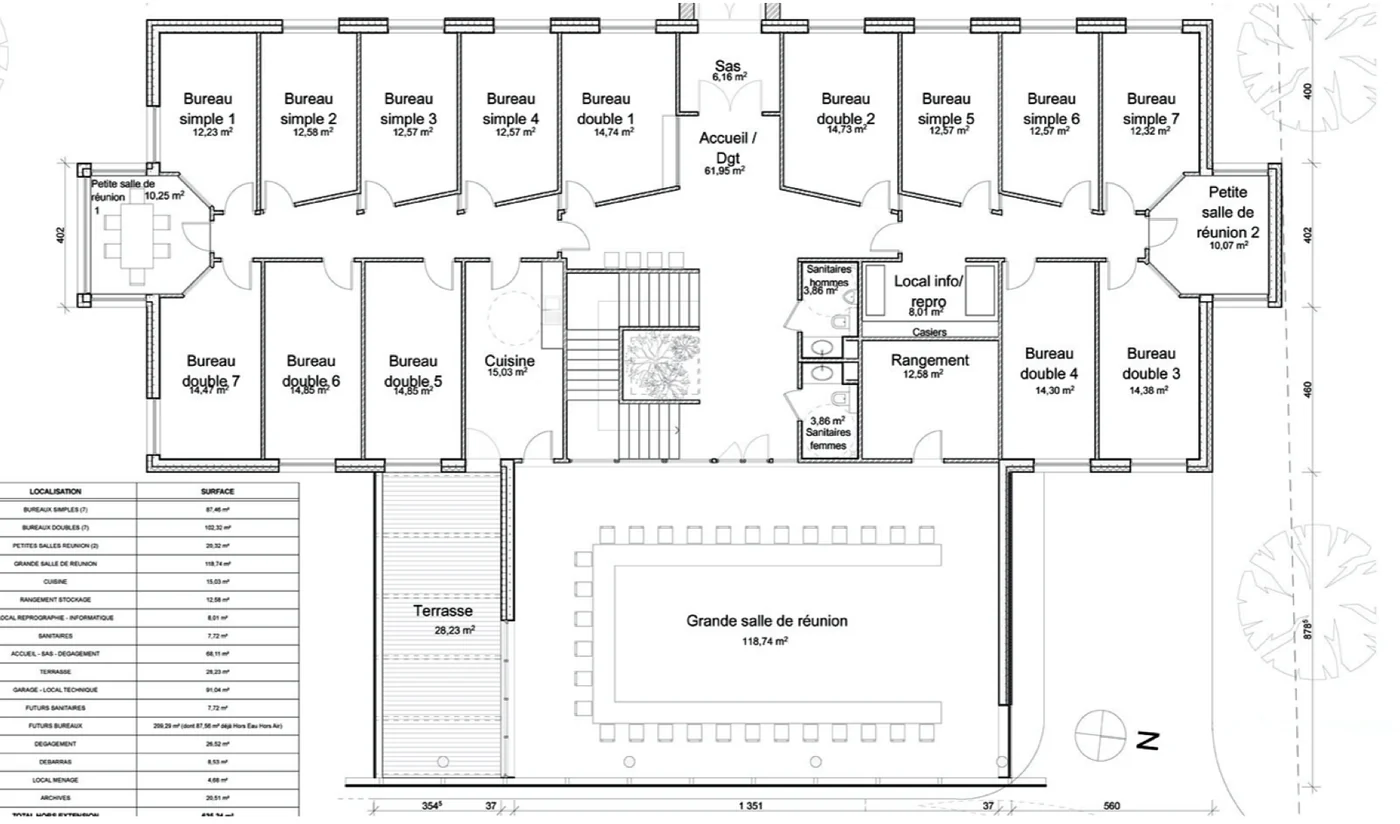 Sas
6,16 m²
Bureau
simple 1
12,23 m²
Bureau
simple 2
12,58 m²
Bureau
simple 3
12,57 m²
Bureau
simple 4
12,57 m²
Bureau
double 1
14,74 m²
Accueil /
Dgt
61,95 m²
Bureau
double 2
14,73 m²
Bureau
simple 5
12,57 m²
Bureau
simple 6
12,57 m²
Bureau
simple 7
12,32 m²
400
Petite salle de
réunion 10,25 m²
1
402
Petite
salle de
réunion 2
10,07 m²
402
Sanitaires
hommes
3,86 m²
Local info/
repro
8,01 m²
Casiers
Bureau
double 7
14,47 m²
Bureau
double 6
14,85 m²
Bureau
double 5
14,85 m²
Cuisine
15,03 m²
Rangement
12,58 m²
Bureau
double 4
14,30 m²
Bureau
double 3
14,38 m²
460
3,86 m²
Sanitaires
femmes
LOCALISATION SURFACE
BUREAUX SIMPLES (7) 87,46 m²
BUREAUX DOUBLES (7) 102,32 m²
PETITES SALLES REUNION (2) 20,32 m²
GRANDE SALLE DE REUNION 118,74 m²
CUISINE 15,03 m²
RANGEMENT STOCKAGE 12,58 m²
LOCAL REPROGRAPHIE - INFORMATIQUE 8,01 m²
SANITAIRES 7,72 m²
ACCUEIL - SAS - DEGAGEMENT 68,11 m²
TERRASSE 28,23 m²
GARAGE - LOCAL TECHNIQUE 91,04 m²
FUTURS SANITAIRES 7,72 m²
FUTURS BUREAUX 209,29 m² (dont 87,56 m² déjà Hors Eau Hors Air)
DEGAGEMENT 26,52 m²
DEBARRAS 8,53 m²
LOCAL MENAGE 4,68 m²
ARCHIVES 20,51 m²
TOTAL HORS EXTENSION
Terrasse
28,23 m²
Grande salle de réunion
118,74 m²
878⁵
N
354⁵ 37 1 351 37 560